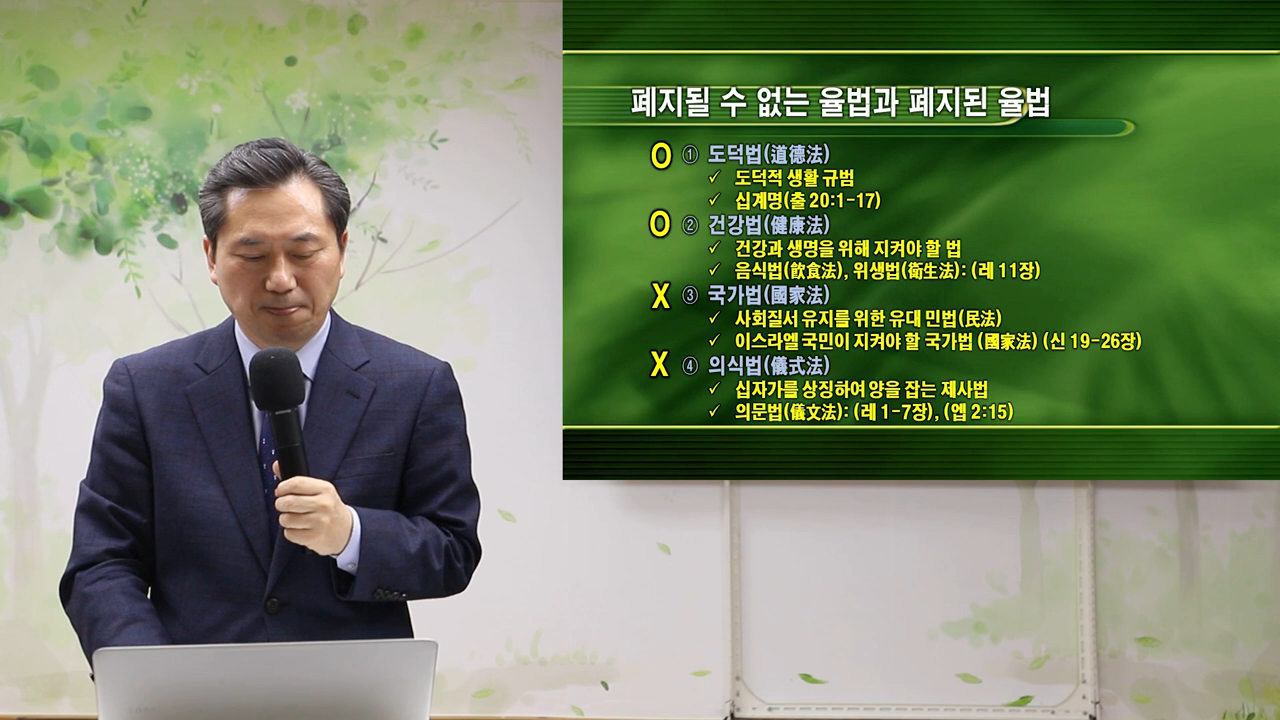 폐지될 수 없는 율법과 폐지된 율법
O ① 도덕법(道德法)
✓ 도덕적 생활 규범
✓ 십계명(출 20:1-17)
O ② 건강법(健康法)
✓ 건강과 생명을 위해 지켜야 할 법
✓ 음식법(飮食法), 위생법(衛生法): (레 11장)
X ③ 국가법(國家法)
✓ 사회질서 유지를 위한 유대 민법(民法)
✓ 이스라엘 국민이 지켜야 할 국가법 (國家法) (신 19-26장)
X ④ 의식법(儀式法)
✓ 십자가를 상징하여 양을 잡는 제사법
✓ 의문법(儀文法): (레 1-7장), (엡 2:15)